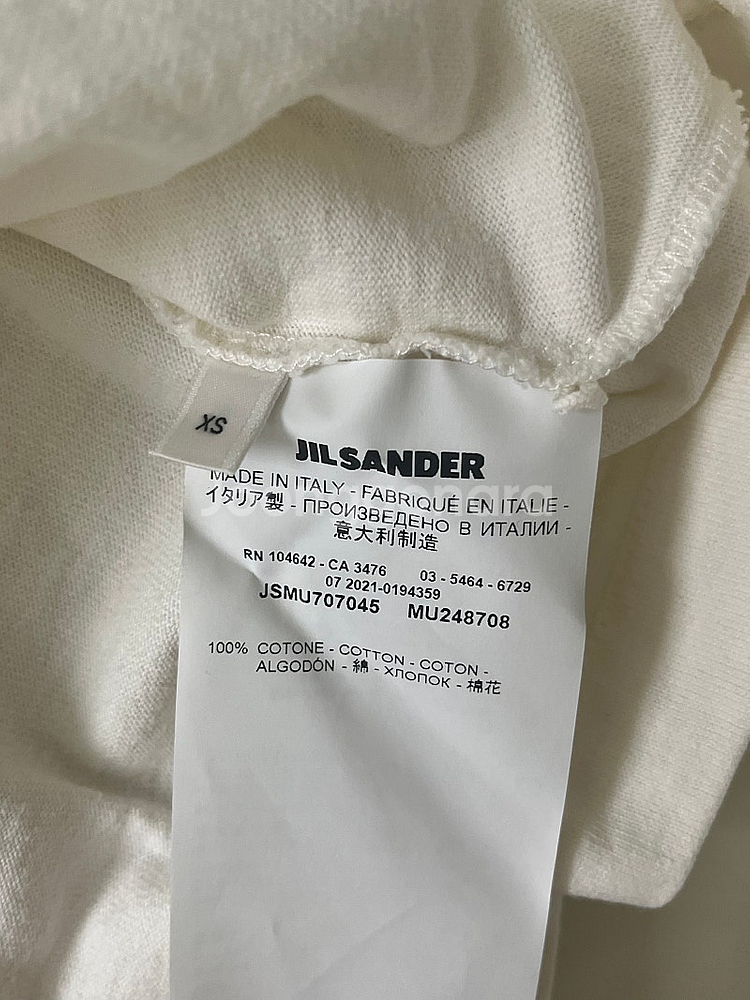 XS
JIL SANDER
MADE IN ITALY - FABRIQUÉ EN ITALIE -
イタリア製 - ПРОИЗВЕДЕНО В ИТАЛИИ -
意大利制造
RN 104642 - CA 3476 03 - 5464 - 6729
07 2021-0194359
JSMU707045 MU248708
100% COTONE - COTTON - COTON -
ALGODÓN - 綿 - ХЛОПОК - 棉花